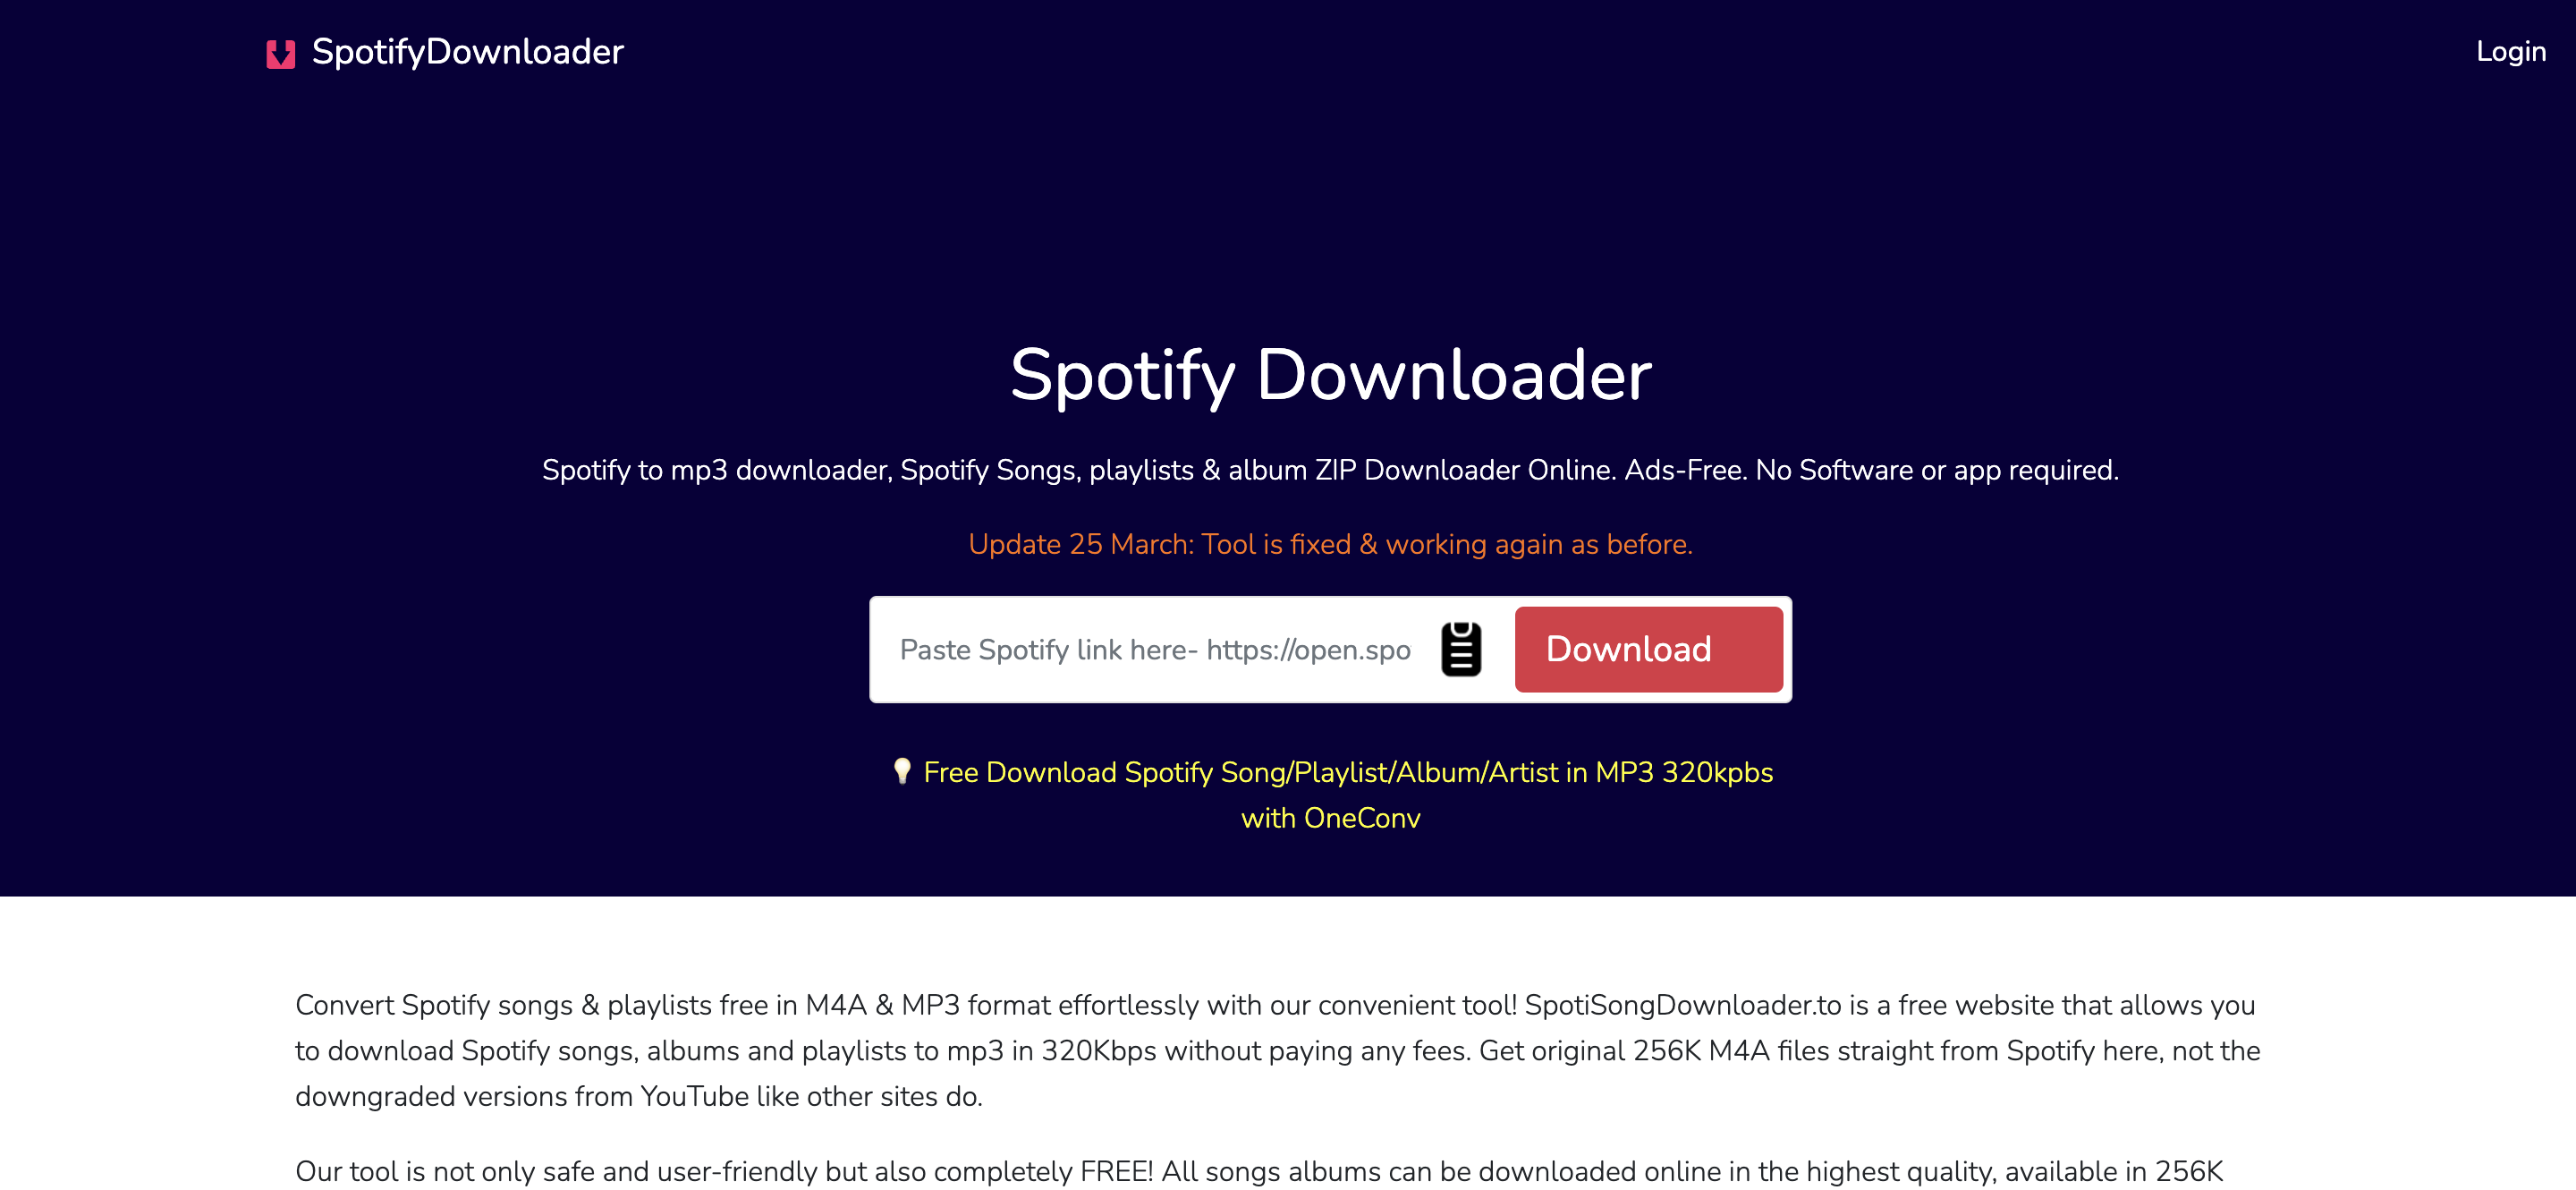 SpotifyDownloader
Login
Spotify Downloader
Spotify to mp3 downloader, Spotify Songs, playlists & album ZIP Downloader Online. Ads-Free. No Software or app required.
Update 25 March: Tool is fixed & working again as before.
Paste Spotify link here- https://open.spo
Download
💡 Free Download Spotify Song/Playlist/Album/Artist in MP3 320kpbs
with OneConv
Convert Spotify songs & playlists free in M4A & MP3 format effortlessly with our convenient tool! SpotiSongDownloader.to is a free website that allows you
to download Spotify songs, albums and playlists to mp3 in 320Kbps without paying any fees. Get original 256K M4A files straight from Spotify here, not the
downgraded versions from YouTube like other sites do.
Our tool is not only safe and user-friendly but also completely FREE! All songs albums can be downloaded online in the highest quality, available in 256K